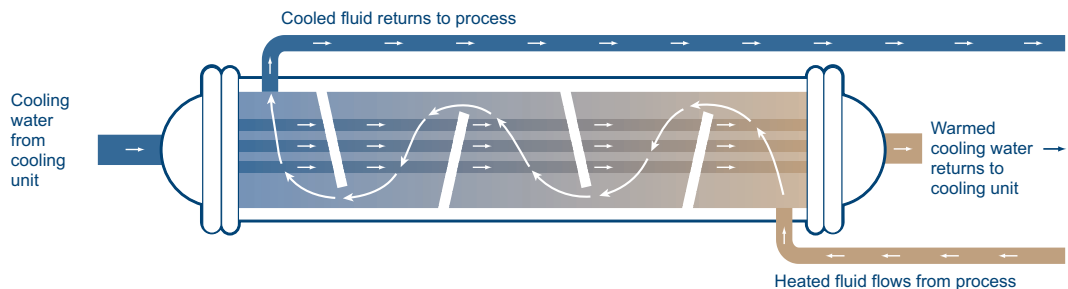 Cooled fluid returns to process
Cooling
water
from
cooling
unit
Warmed
cooling water
returns to
cooling unit
Heated fluid flows from process